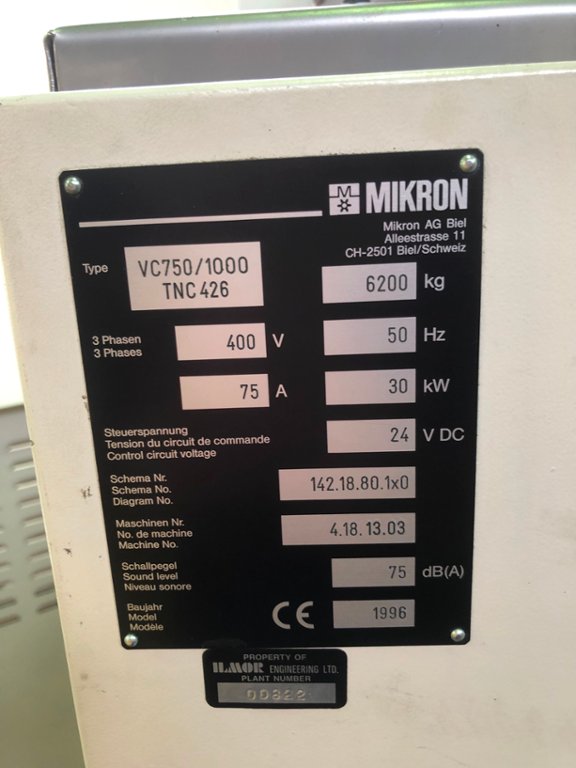 MIKRON
Mikron AG Biel
Alleestrasse 11
CH-2501 Biel/Schweiz
Type VC750/1000
TNC 426
6200 kg
3 Phasen
3 Phases
400 V
50 Hz
75 A
30 kW
Steuerspannung
Tension du circuit de commande
Control circuit voltage
24 V DC
Schema Nr.
Schema No.
Diagram No.
142.18.80.1x0
Maschinen Nr.
No. de machine
Machine No.
4.18.13.03
Schallpegel
Sound level
Niveau sonore
75 dB(A)
Baujahr
Model
Modèle
CE
1996
PROPERTY OF
ILMOR ENGINEERING LTD.
PLANT NUMBER
00622